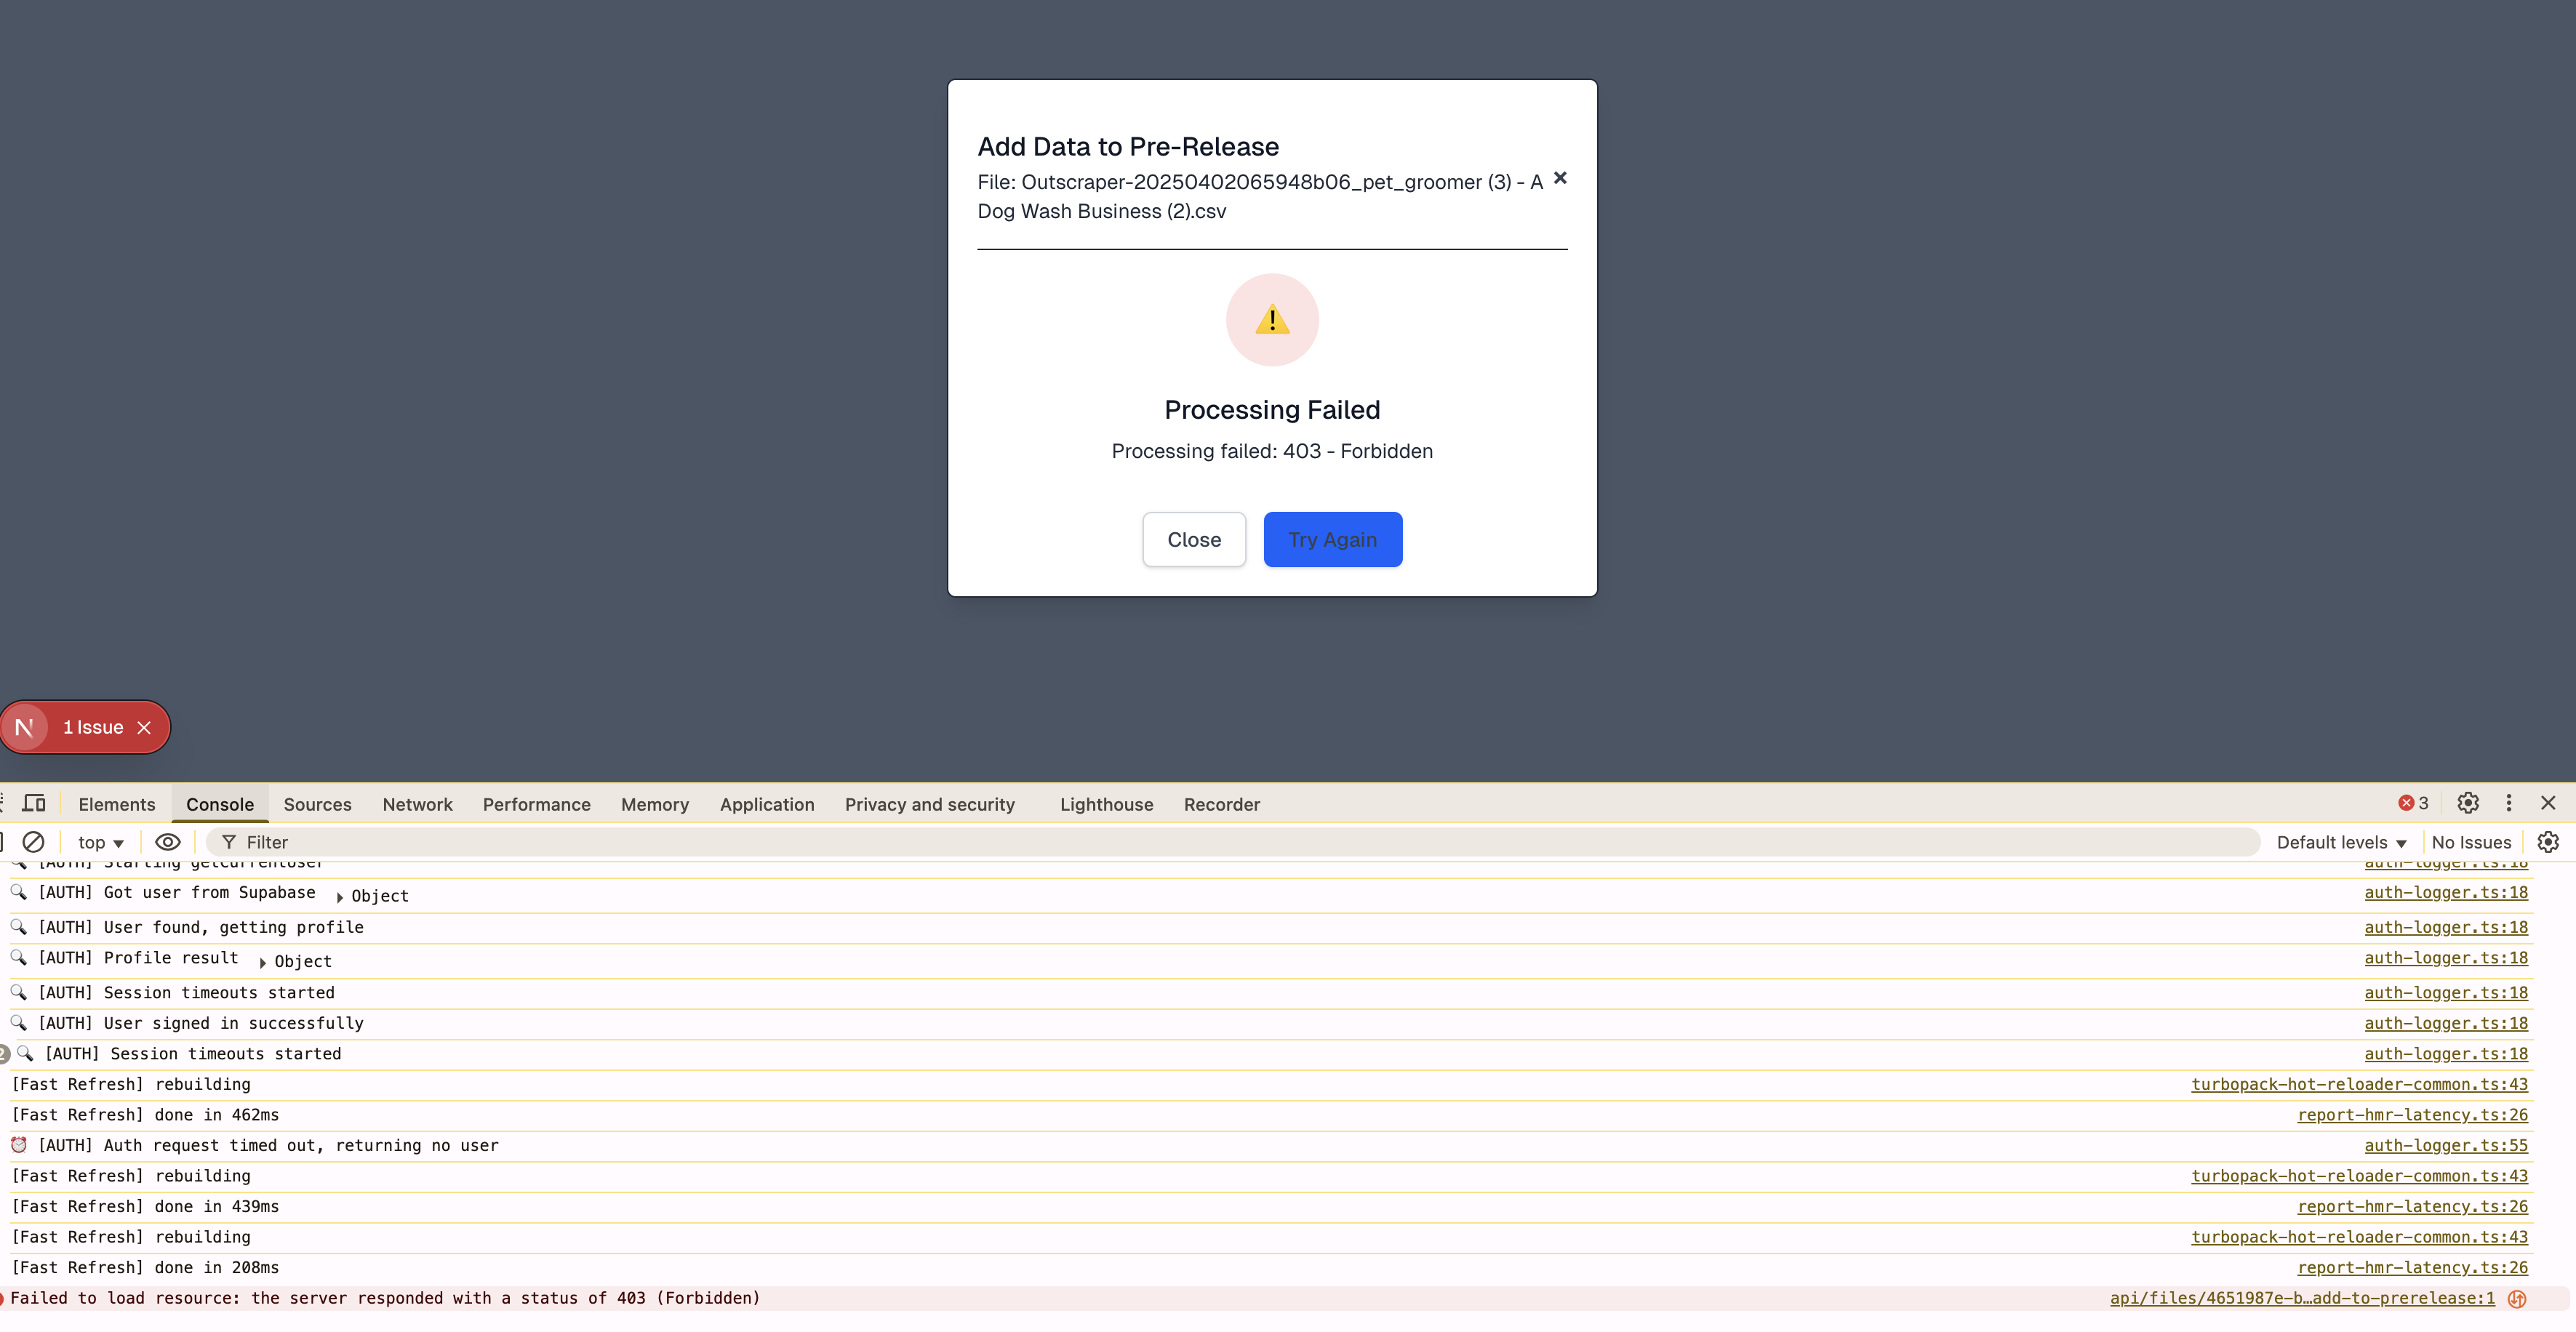 Add Data to Pre-Release
File: Outscraper-20250402065948b06_pet_groomer (3) - A
Dog Wash Business (2).csv
Processing Failed
Processing failed: 403 - Forbidden
Close
Try Again
N
1 Issue
Elements
Console
Sources
Network
Performance
Memory
Application
Privacy and security
Lighthouse
Recorder
3
top
Filter
Default levels
No Issues
[AUTH] Starting getCurrentUser auth-logger.ts:18
[AUTH] Got user from Supabase Object auth-logger.ts:18
[AUTH] User found, getting profile auth-logger.ts:18
[AUTH] Profile result Object auth-logger.ts:18
[AUTH] Session timeouts started auth-logger.ts:18
[AUTH] User signed in successfully auth-logger.ts:18
2 [AUTH] Session timeouts started auth-logger.ts:18
[Fast Refresh] rebuilding turbopack-hot-reloader-common.ts:43
[Fast Refresh] done in 462ms report-hmr-latency.ts:26
[AUTH] Auth request timed out, returning no user auth-logger.ts:55
[Fast Refresh] rebuilding turbopack-hot-reloader-common.ts:43
[Fast Refresh] done in 439ms report-hmr-latency.ts:26
[Fast Refresh] rebuilding turbopack-hot-reloader-common.ts:43
[Fast Refresh] done in 208ms report-hmr-latency.ts:26
Failed to load resource: the server responded with a status of 403 (Forbidden) api/files/4651987e-b…add-to-prerelease:1